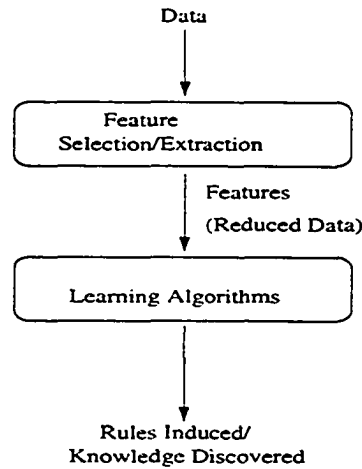 Data
Feature
Selection/Extraction
Features
(Reduced Data)
Learning Algorithms
Rules Induced/
Knowledge Discovered